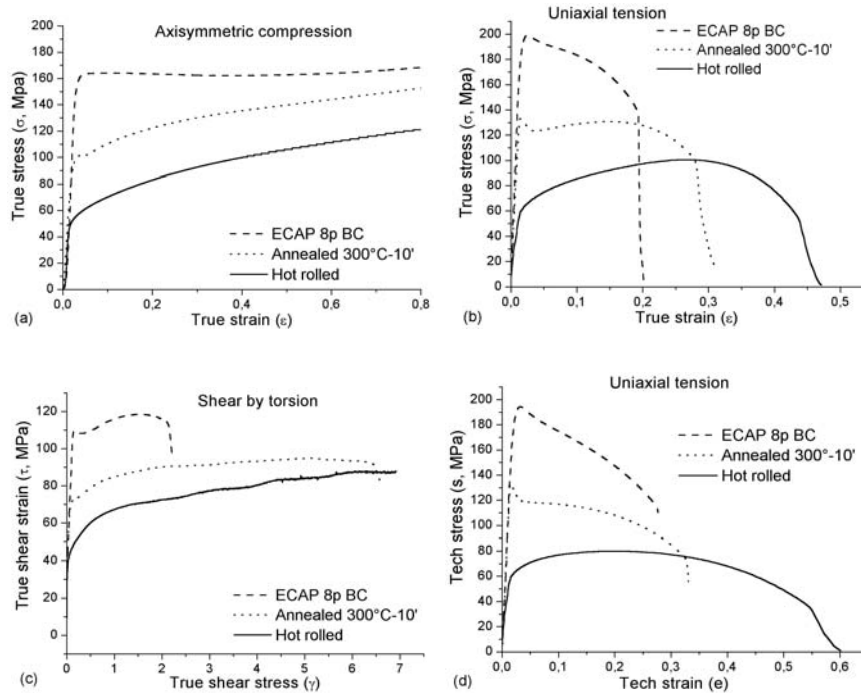 Axisymmetric compression
True stress (σ, Mpa)
200
180
160
140
120
100
80
60
40
20
0
ECAP 8p BC
Annealed 300°C-10'
Hot rolled
0,0 0,2 0,4 0,6 0,8
True strain (ε)
(a)
Uniaxial tension
True stress (σ, Mpa)
200
180
160
140
120
100
80
60
40
20
0
ECAP 8p BC
Annealed 300°C-10'
Hot rolled
0,0 0,1 0,2 0,3 0,4 0,5
True strain (ε)
(b)
Shear by torsion
True shear strain (τ, MPa)
120
100
80
60
40
20
0
ECAP 8p BC
Annealed 300°C-10'
Hot rolled
0 1 2 3 4 5 6 7
True shear stress (γ)
(c)
Uniaxial tension
Tech stress (s, MPa)
200
180
160
140
120
100
80
60
40
20
0
ECAP 8p BC
Annealed 300°-10'
Hot rolled
0,0 0,1 0,2 0,3 0,4 0,5 0,6
Tech strain (e)
(d)